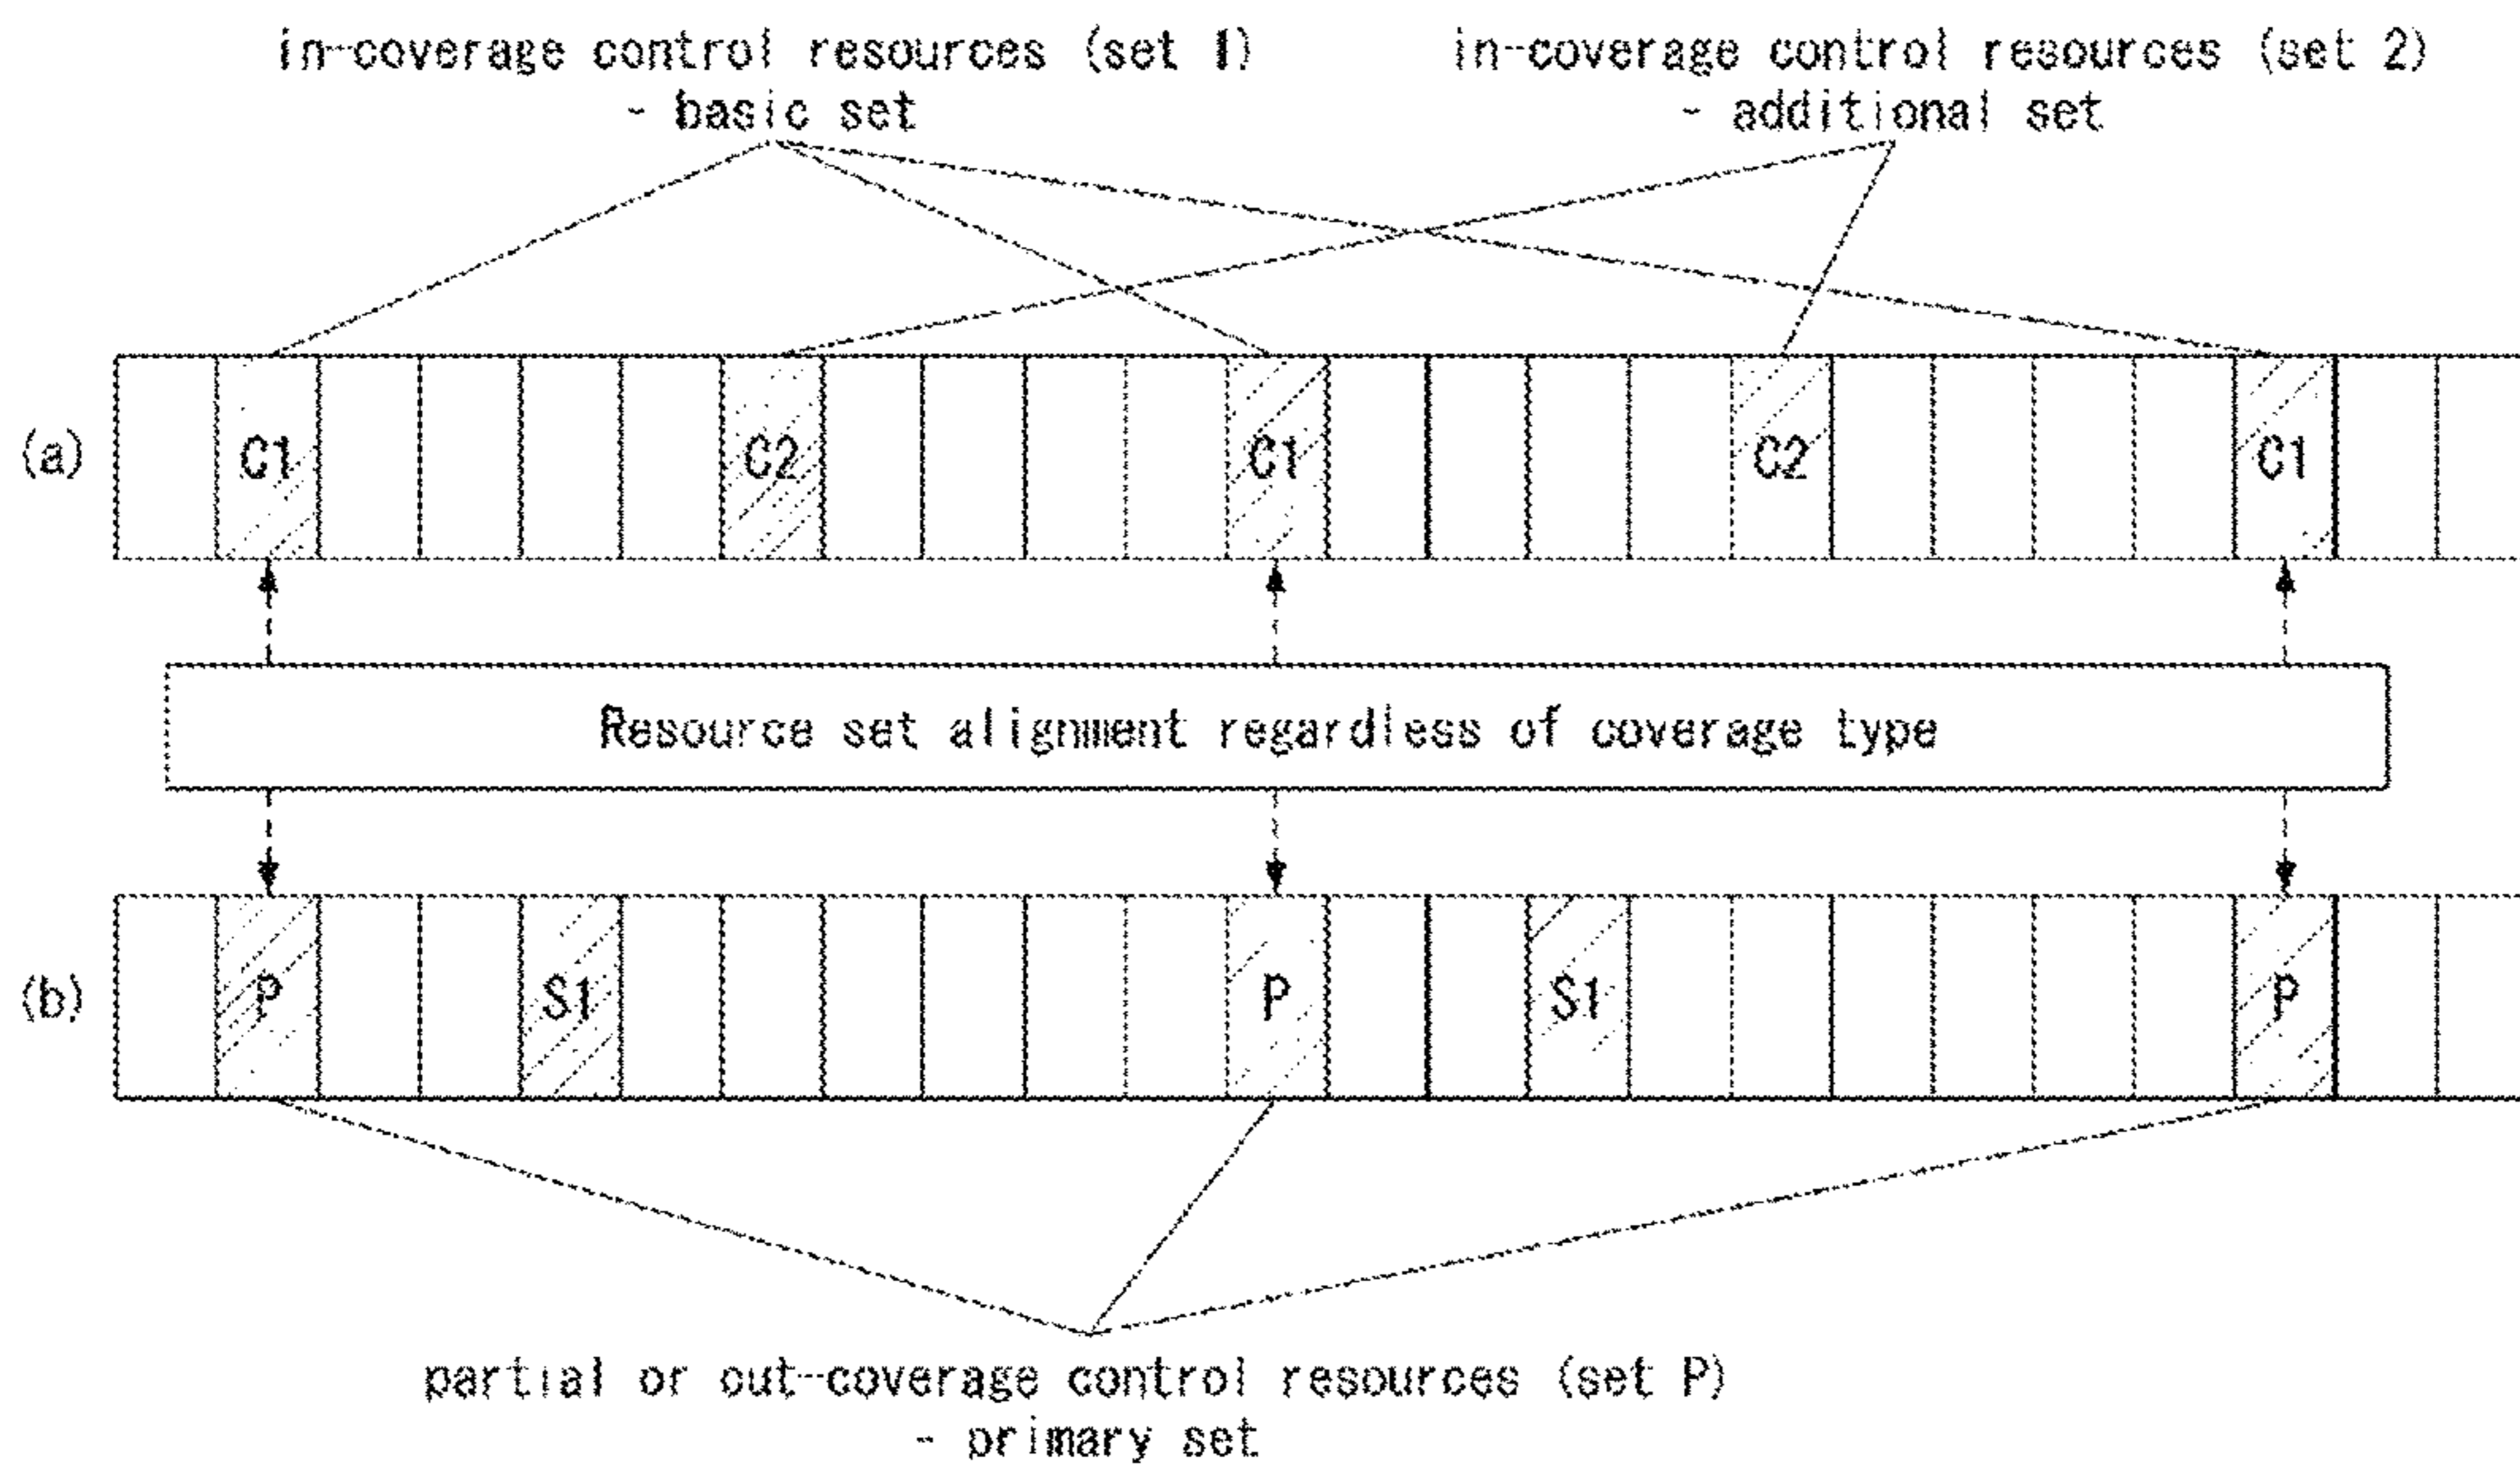 in-coverage control resources (set 1)
- basic set
in-coverage control resources (set 2)
- additional set
(a)
C1
C2
C1
C2
C1
Resource set alignment regardless of coverage type
(b)
P
S1
P
S1
P
partial or out-coverage control resources (set P)
- primary set